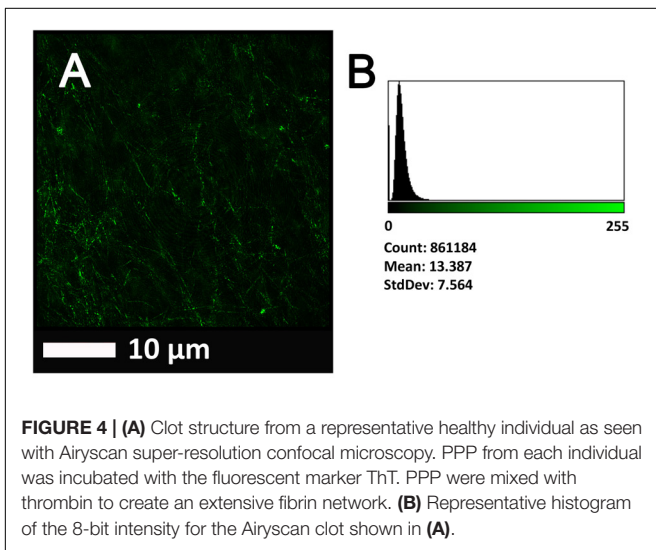 A
B
10 µm
0 255
Count: 861184
Mean: 13.387
StdDev: 7.564
FIGURE 4 | (A) Clot structure from a representative healthy individual as seen
with Airyscan super-resolution confocal microscopy. PPP from each individual
was incubated with the fluorescent marker ThT. PPP were mixed with
thrombin to create an extensive fibrin network. (B) Representative histogram
of the 8-bit intensity for the Airyscan clot shown in (A).